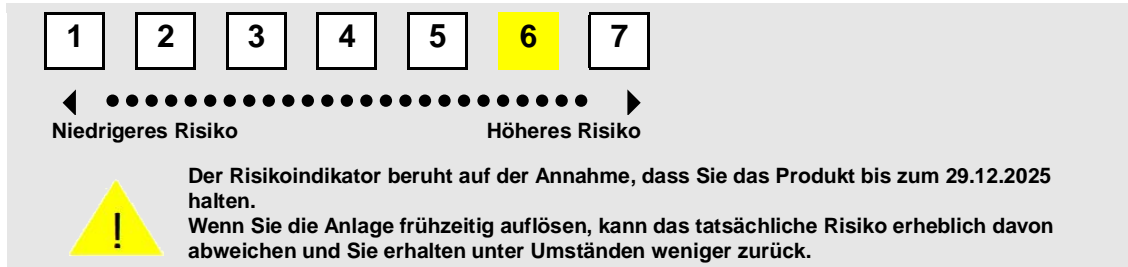 1 2 3 4 5 6 7
Niedrigeres Risiko Höheres Risiko
Der Risikoindikator beruht auf der Annahme, dass Sie das Produkt bis zum 29.12.2025
halten.
Wenn Sie die Anlage frühzeitig auflösen, kann das tatsächliche Risiko erheblich davon
abweichen und Sie erhalten unter Umständen weniger zurück.
!